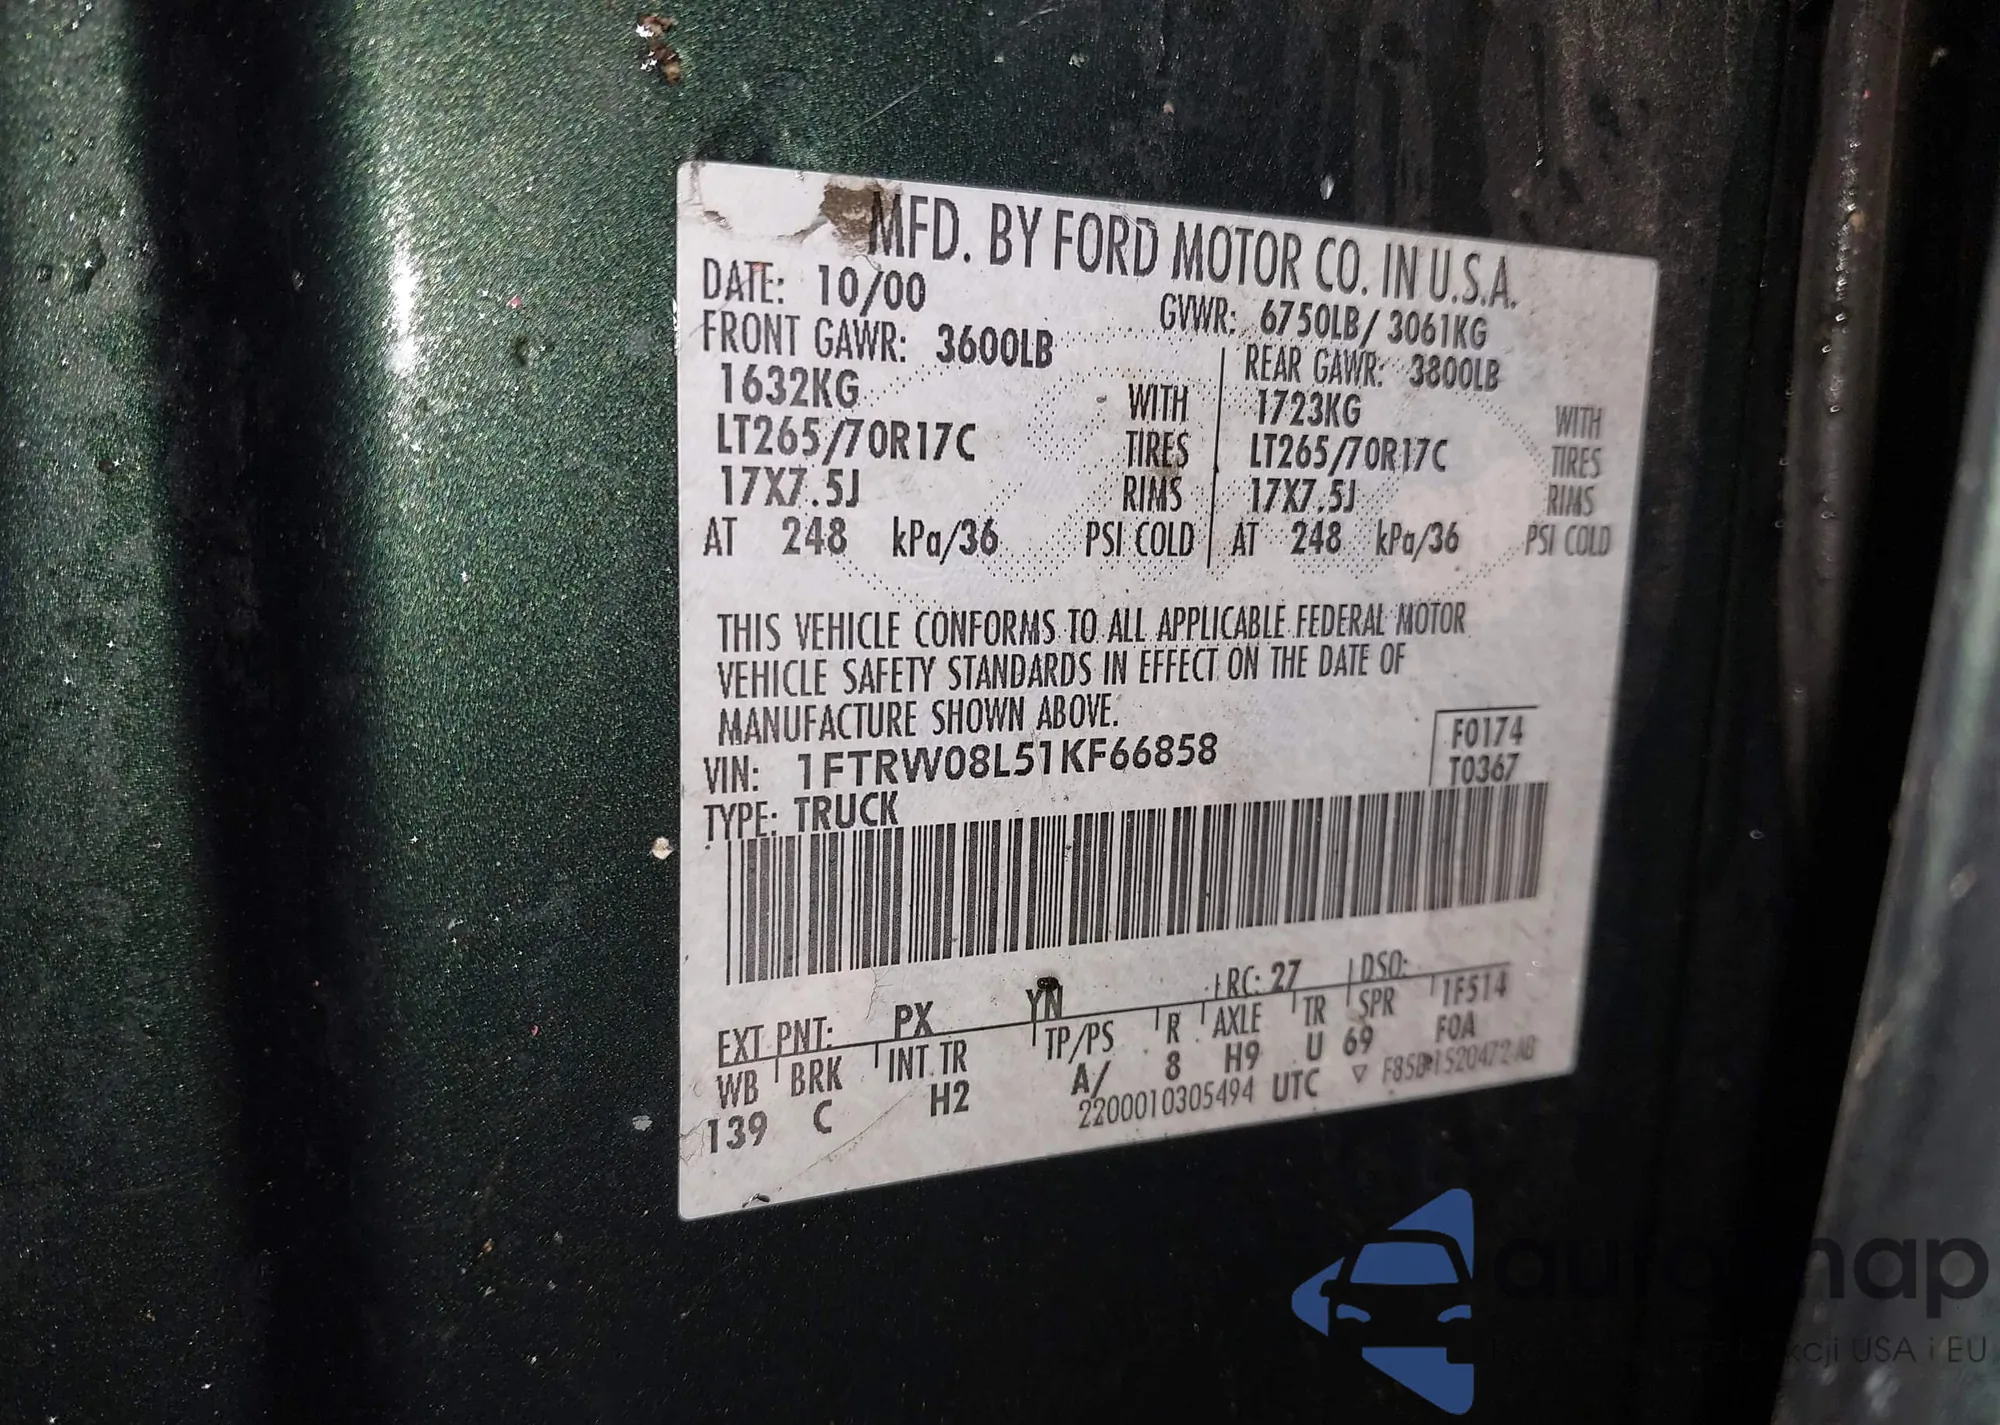 MFD. BY FORD MOTOR CO. IN U.S.A.
DATE: 10/00 GVWR: 6750LB/ 3061KG
FRONT GAWR: 3600LB REAR GAWR: 3800LB
1632KG WITH 1723KG WITH
LT265/70R17C TIRES LT265/70R17C TIRES
17X7.5J RIMS 17X7.5J RIMS
AT 248 kPa/36 PSI COLD AT 248 kPa/36 PSI COLD
THIS VEHICLE CONFORMS TO ALL APPLICABLE FEDERAL MOTOR
VEHICLE SAFETY STANDARDS IN EFFECT ON THE DATE OF
MANUFACTURE SHOWN ABOVE.
VIN: 1FTRW08L51KF66858
F0174
T0367
TYPE: TRUCK
EXT PNT: PX YN RC: 27 DSO:
WB BRK INT TR TP/PS R AXLE TR SPR 1F514
139 C H2 A/ 8 H9 U 69 F0A
2200010305494 UTC
USA i EU